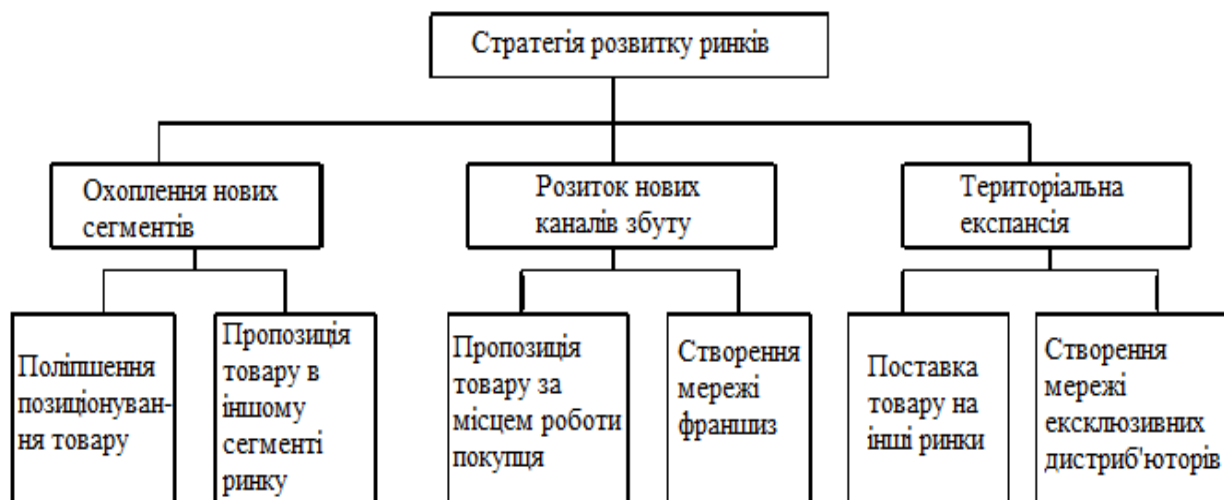 Стратегія розвитку ринків
Охоплення нових
сегментів
Розиток нових
каналів збуту
Територіальна
експансія
Поліпшення
позиціонуван-
ня товару
Пропозиція
товару в
іншому
сегменті
ринку
Пропозиція
товару за
місцем роботи
покупця
Створення
мережі
франшиз
Поставка
товару на
інші ринки
Створення
мережі
ексклюзивних
дистриб'юторів